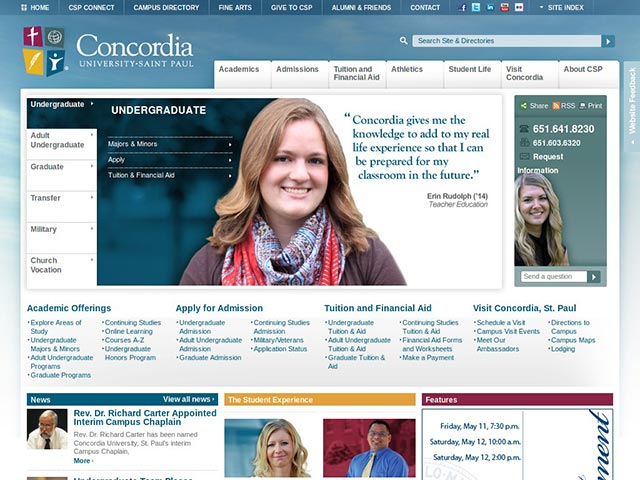 HOME
CSP CONNECT
CAMPUS DIRECTORY
FINE ARTS
GIVE TO CSP
ALUMNI & FRIENDS
CONTACT
SITE INDEX
Concordia
UNIVERSITY·SAINT PAUL
Search Site & Directories
Academics
Admissions
Tuition and
Financial Aid
Athletics
Student Life
Visit
Concordia
About CSP
Website Feedback
Undergraduate
Adult
Undergraduate
Graduate
Transfer
Military
Church
Vocation
UNDERGRADUATE
Majors & Minors
Apply
Tuition & Financial Aid
“Concordia gives me the
knowledge to add to my real
life experience so that I can
be prepared for my
classroom in the future.”
Erin Rudolph ('14)
Teacher Education
Share
RSS
Print
651.641.8230
651.603.6320
Request
Information
Send a question
Academic Offerings
Explore Areas of
Study
Undergraduate
Majors & Minors
Adult Undergraduate
Programs
Graduate Programs
Continuing Studies
Online Learning
Courses A-Z
Undergraduate
Honors Program
Apply for Admission
Undergraduate
Admission
Adult Undergraduate
Admission
Graduate Admission
Continuing Studies
Admission
Military/Veterans
Application Status
Tuition and Financial Aid
Undergraduate
Tuition & Aid
Adult Undergraduate
Tuition & Aid
Graduate Tuition &
Aid
Continuing Studies
Tuition & Aid
Financial Aid Forms
and Worksheets
Make a Payment
Visit Concordia, St. Paul
Schedule a Visit
Campus Visit Events
Meet Our
Ambassadors
Directions to
Campus
Campus Maps
Lodging
News
View all news
Rev. Dr. Richard Carter Appointed
Interim Campus Chaplain
Rev. Dr. Richard Carter has been named
Concordia University, St. Paul's interim
Campus Chaplain,
More
The Student Experience
Features
Friday, May 11, 7:30 p.m.
Saturday, May 12, 10:00 a.m.
Saturday, May 12, 2:00 p.m.